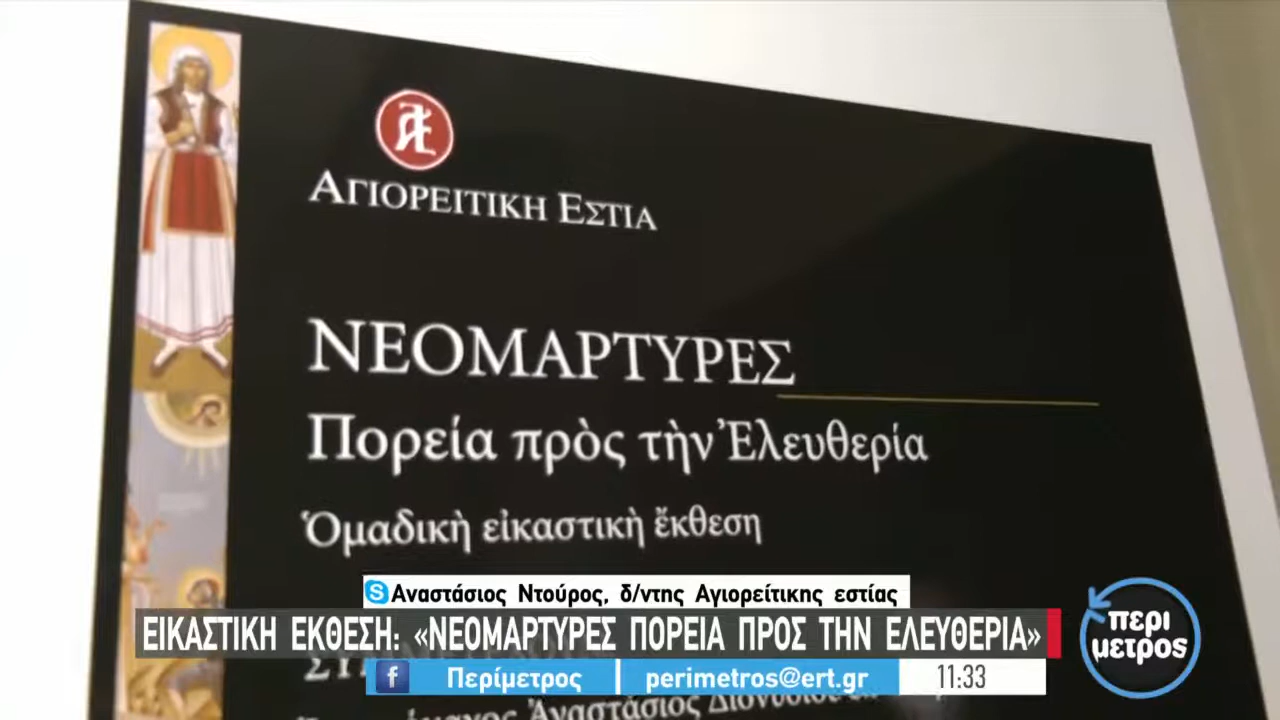 ΑΓΙΟΡΕΙΤΙΚΗ ΕΣΤΙΑ
ΝΕΟΜΑΡΤΥΡΕΣ
Πορεία πρὸς τὴν Ἐλευθερία
Ὁμαδικὴ εἰκαστικὴ ἔκθεση
Αναστάσιος Ντούρος, δ/ντης Αγιορείτικης εστίας
ΕΙΚΑΣΤΙΚΗ ΕΚΘΕΣΗ: «ΝΕΟΜΑΡΤΥΡΕΣ ΠΟΡΕΙΑ ΠΡΟΣ ΤΗΝ ΕΛΕΥΘΕΡΙΑ»
περι
μετρος
f Περίμετρος | perimetros@ert.gr 11:33
Ἀναστάσιος